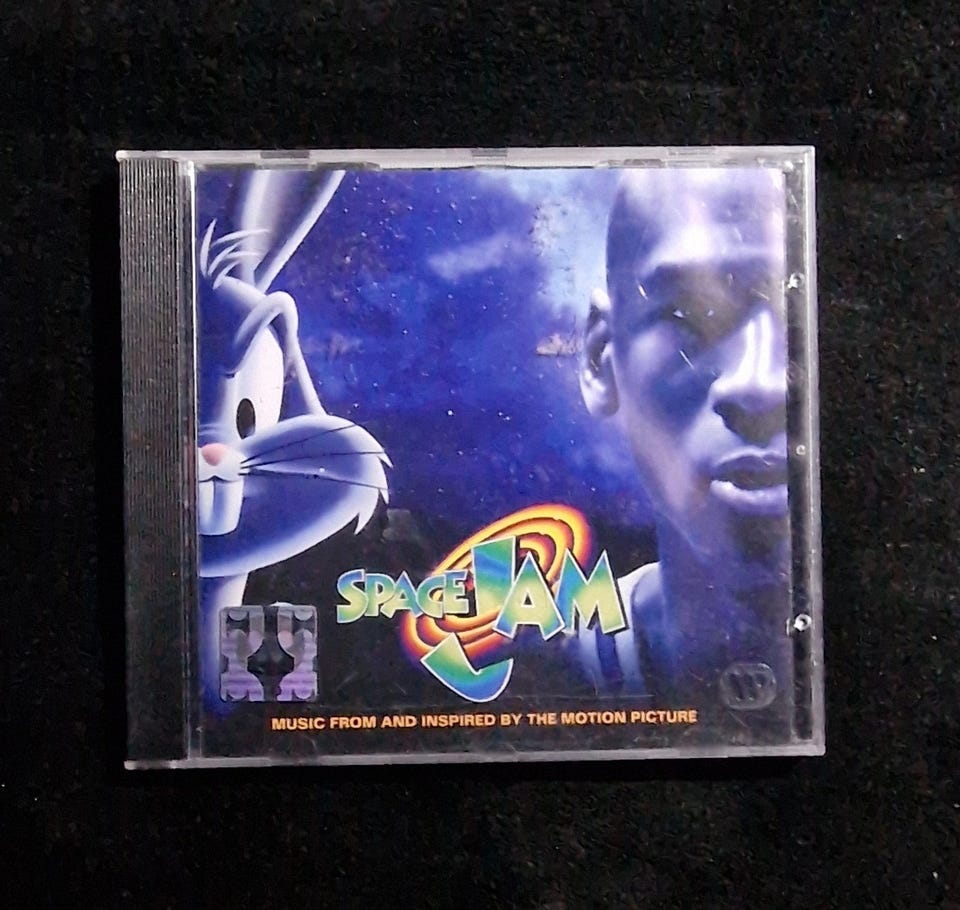 SPACE JAM
MUSIC FROM AND INSPIRED BY THE MOTION PICTURE